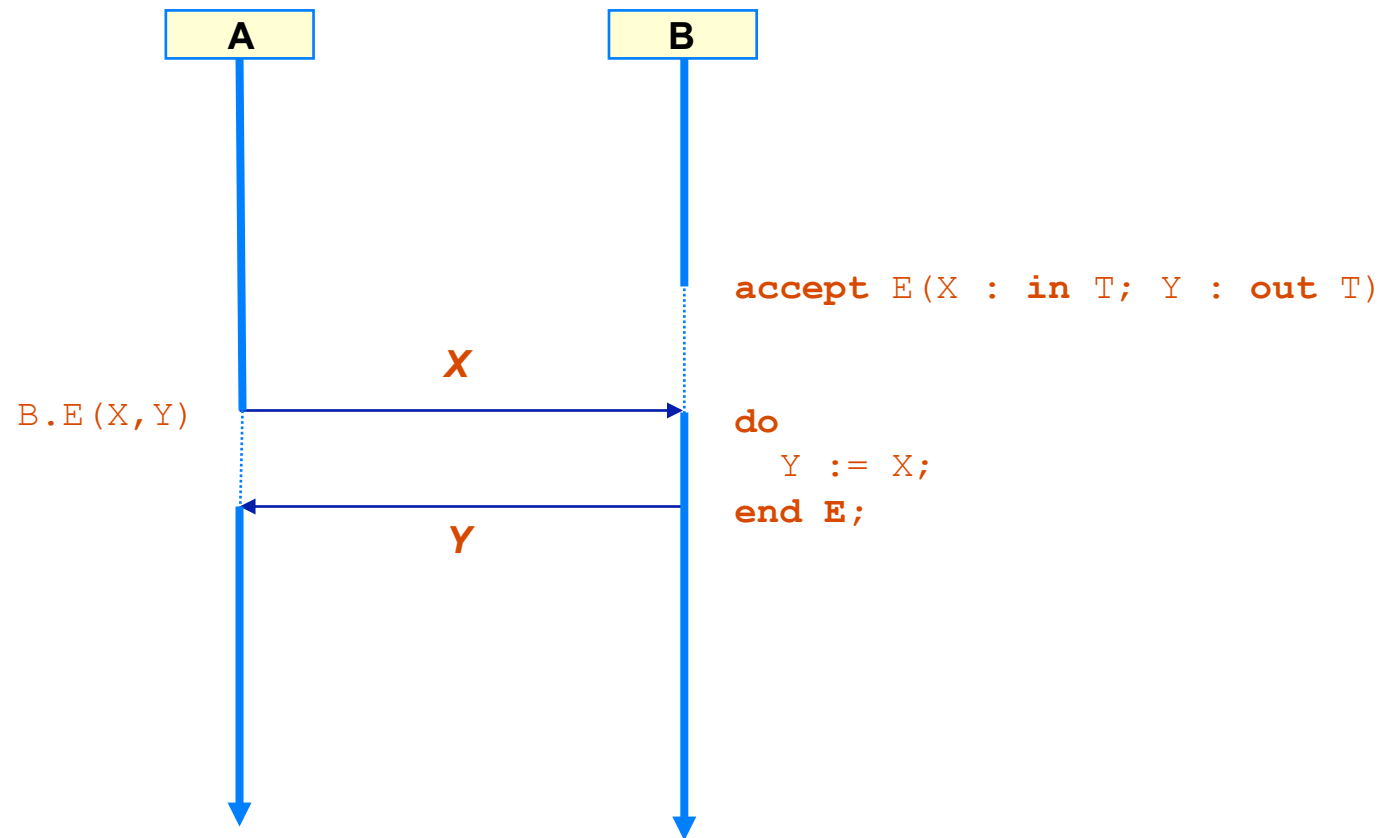 A
B
accept E(X : in T; Y : out T)
X
B.E(X,Y)
do
Y := X;
end E;
Y